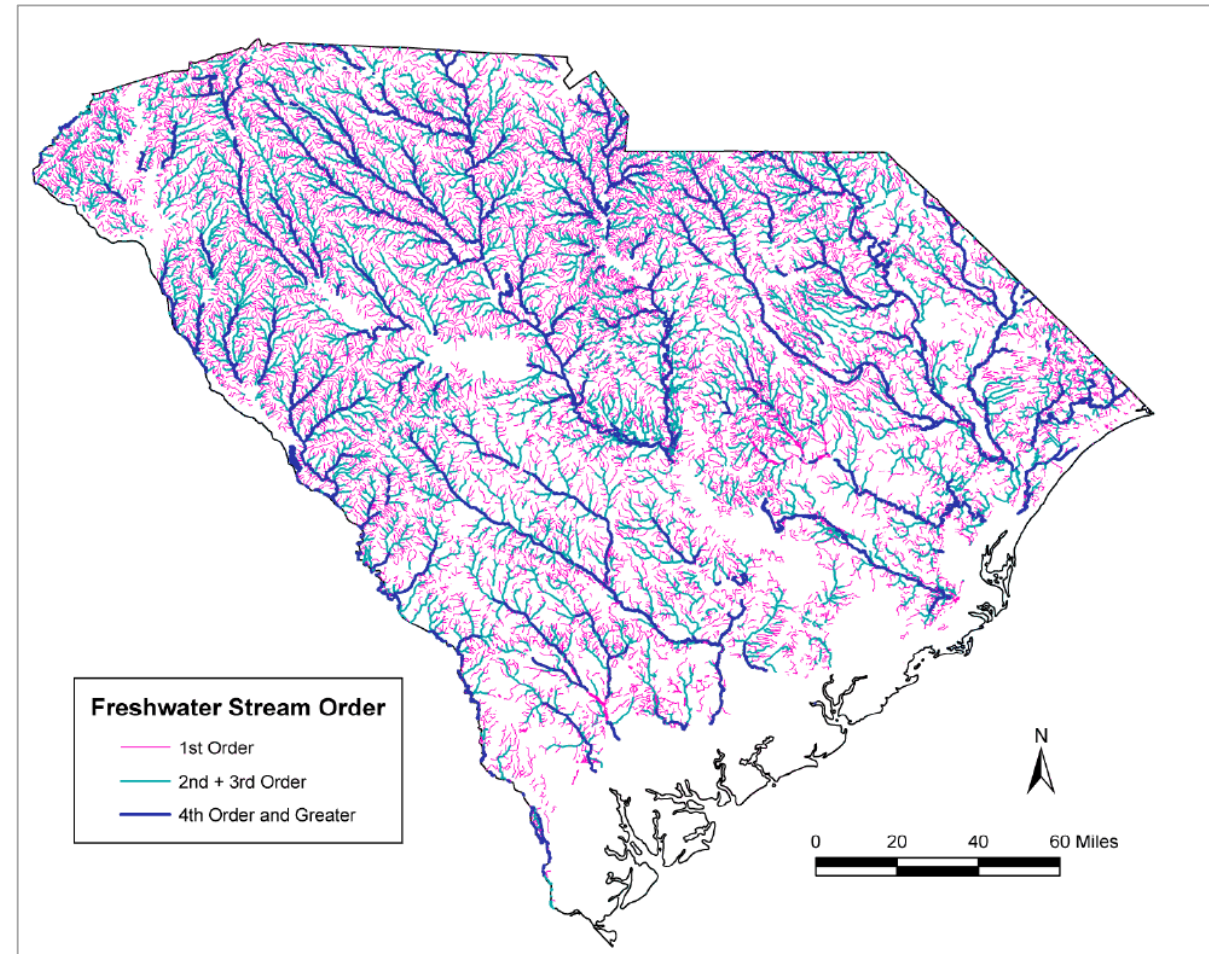 Freshwater Stream Order
1st Order
2nd + 3rd Order
4th Order and Greater
N
0 20 40 60 Miles